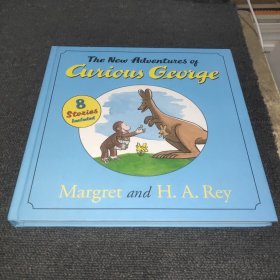 The New Adventures of
Curious George
8
Stories
Included
Margret and H. A. Rey